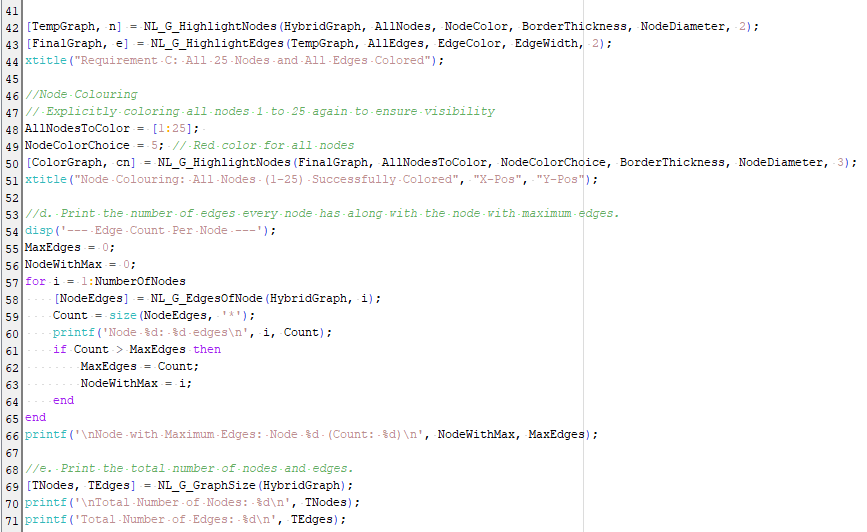 41
42 [TempGraph, n] = NL_G_HighlightNodes(HybridGraph, AllNodes, NodeColor, BorderThickness, NodeDiameter, 2);
43 [FinalGraph, e] = NL_G_HighlightEdges(TempGraph, AllEdges, EdgeColor, EdgeWidth, 2);
44 xtitle("Requirement C: All 25 Nodes and All Edges Colored");
45
46 //Node Colouring
47 // Explicitly coloring all nodes 1 to 25 again to ensure visibility
48 AllNodesToColor = [1:25];
49 NodeColorChoice = 5; // Red color for all nodes
50 [ColorGraph, cn] = NL_G_HighlightNodes(FinalGraph, AllNodesToColor, NodeColorChoice, BorderThickness, NodeDiameter, 3);
51 xtitle("Node Colouring: All Nodes (1-25) Successfully Colored", "X-Pos", "Y-Pos");
52
53 //d. Print the number of edges every node has along with the node with maximum edges.
54 disp('--- Edge Count Per Node ---');
55 MaxEdges = 0;
56 NodeWithMax = 0;
57 for i = 1:NumberOfNodes
58     [NodeEdges] = NL_G_EdgesOfNode(HybridGraph, i);
59     Count = size(NodeEdges, '*');
60     printf('Node %d: %d edges\n', i, Count);
61     if Count > MaxEdges then
62         MaxEdges = Count;
63         NodeWithMax = i;
64     end
65 end
66 printf('\nNode with Maximum Edges: Node %d (Count: %d)\n', NodeWithMax, MaxEdges);
67
68 //e. Print the total number of nodes and edges.
69 [TNodes, TEdges] = NL_G_GraphSize(HybridGraph);
70 printf('\nTotal Number of Nodes: %d\n', TNodes);
71 printf('Total Number of Edges: %d\n', TEdges);